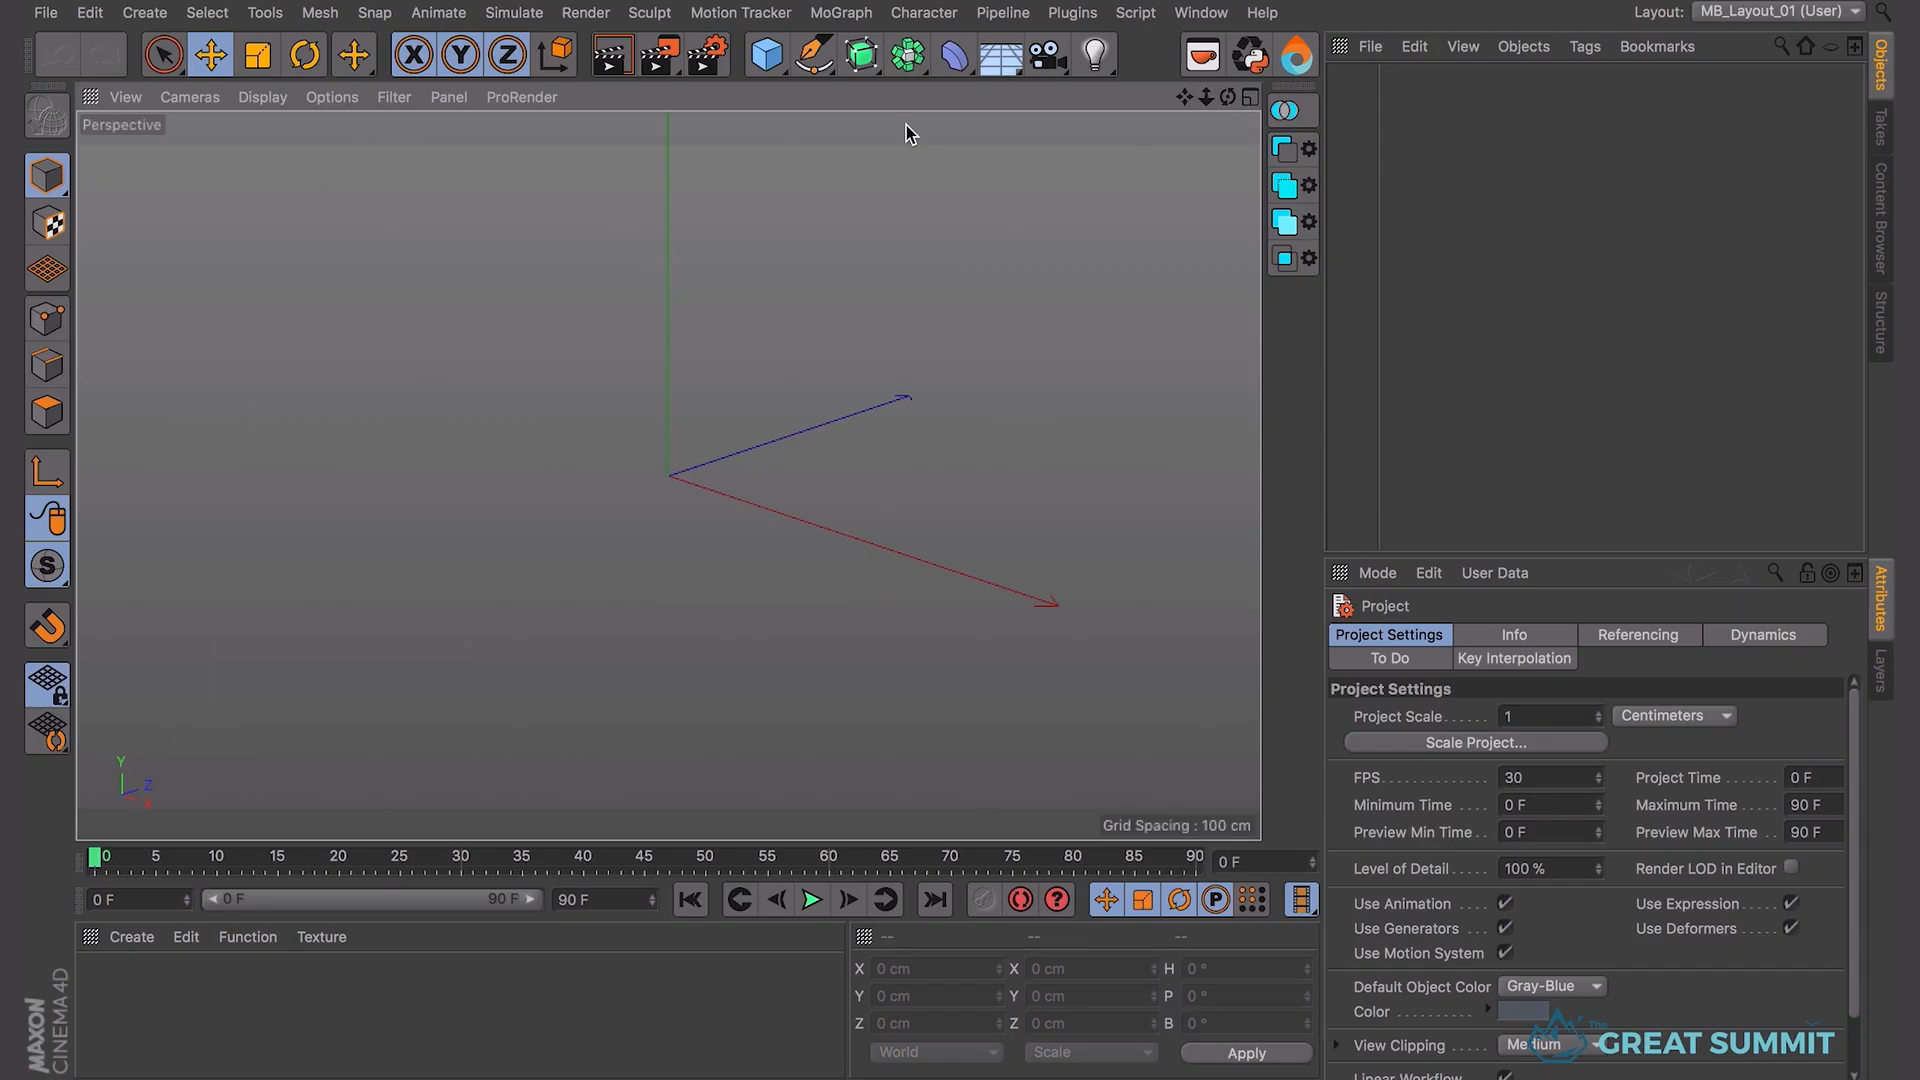 File Edit Create Select Tools Mesh Snap Animate Simulate Render Sculpt Motion Tracker MoGraph Character Pipeline Plugins Script Window Help Layout: MB_Layout_01 (User)
X Y Z
File Edit View Objects Tags Bookmarks
Objects
Takes
Content Browser
Structure
View Cameras Display Options Filter Panel ProRender
Perspective
Y
Z
X
Grid Spacing : 100 cm
S
Mode Edit User Data
Attributes
Layers
Project
Project Settings Info Referencing Dynamics
To Do Key Interpolation
Project Settings
Project Scale 1 Centimeters
Scale Project...
FPS 30 Project Time 0 F
Minimum Time 0 F Maximum Time 90 F
Preview Min Time 0 F Preview Max Time 90 F
Level of Detail 100 % Render LOD in Editor
Use Animation Use Expression
Use Generators Use Deformers
Use Motion System
Default Object Color Gray-Blue
Color
View Clipping Medium
Linear Workflow
0 5 10 15 20 25 30 35 40 45 50 55 60 65 70 75 80 85 90 0 F
0 F 0 F 90 F 90 F ? P
Create Edit Function Texture
-- -- --
X 0 cm X 0 cm H 0 °
Y 0 cm Y 0 cm P 0 °
Z 0 cm Z 0 cm B 0 °
World Scale Apply
MAXON
CINEMA 4D
The
GREAT SUMMIT